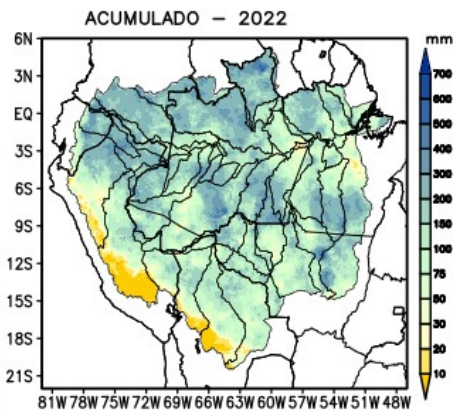 ACUMULADO – 2022
mm
6N
3N
EQ
3S
6S
9S
12S
15S
18S
21S
700
600
500
400
300
200
150
100
75
50
30
20
10
81W 78W 75W 72W 69W 66W 63W 60W 57W 54W 51W 48W